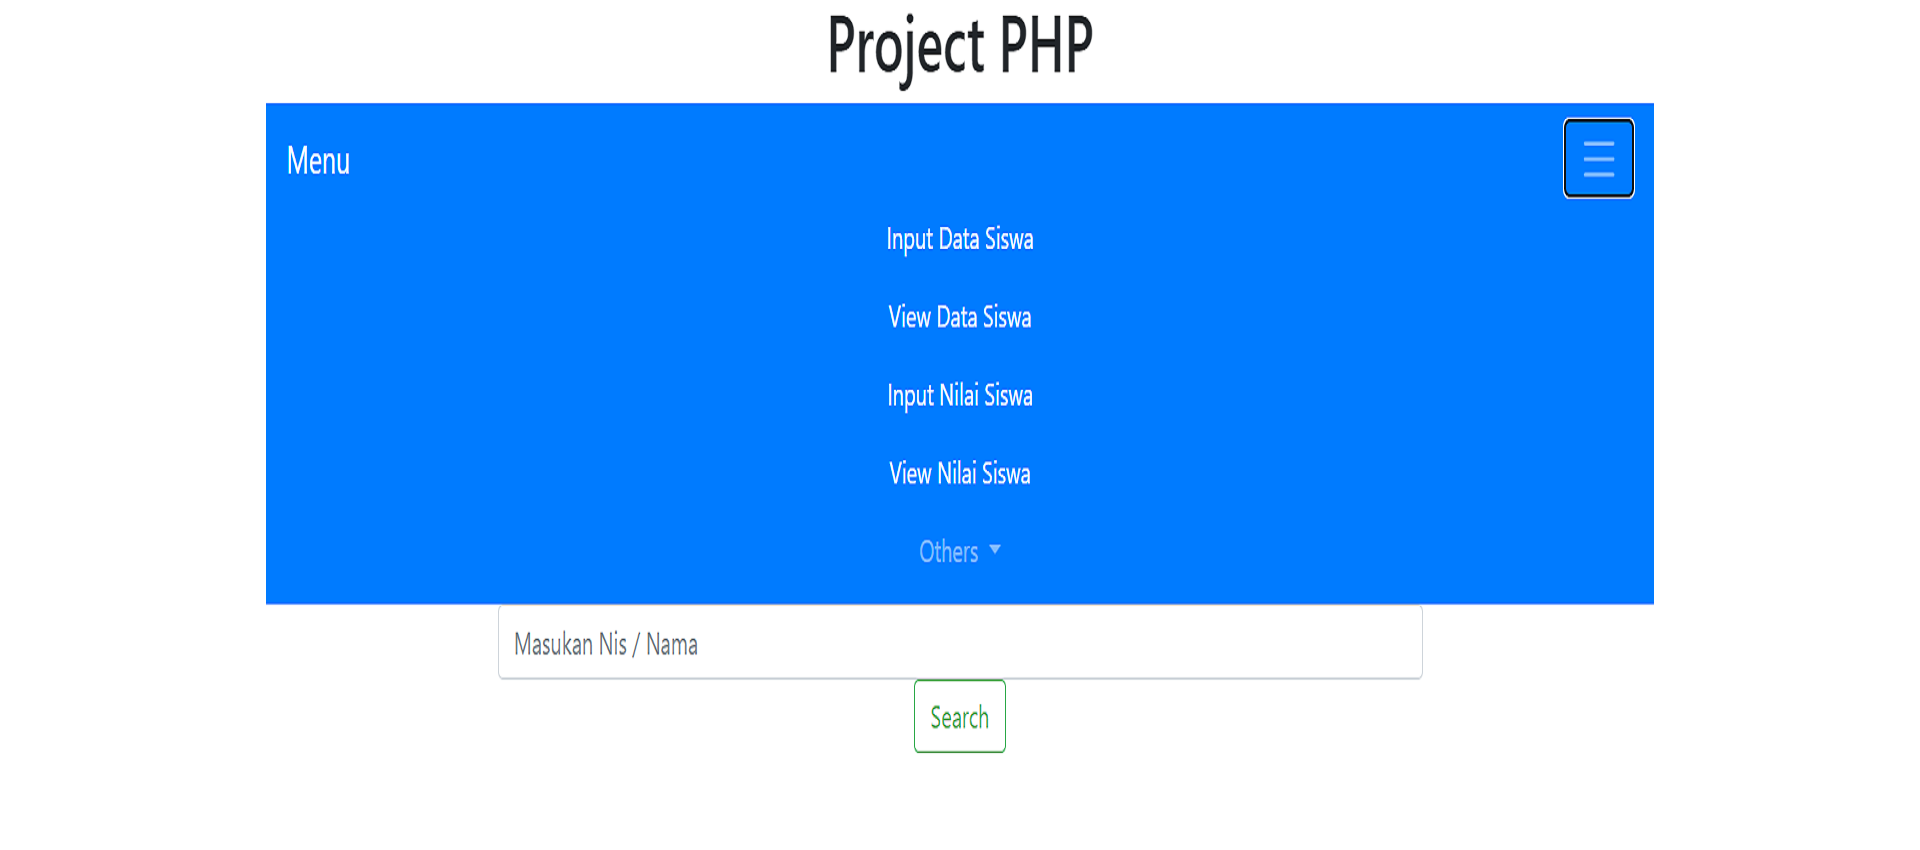 Project PHP
Menu
Input Data Siswa
View Data Siswa
Input Nilai Siswa
View Nilai Siswa
Others
Masukan Nis / Nama
Search